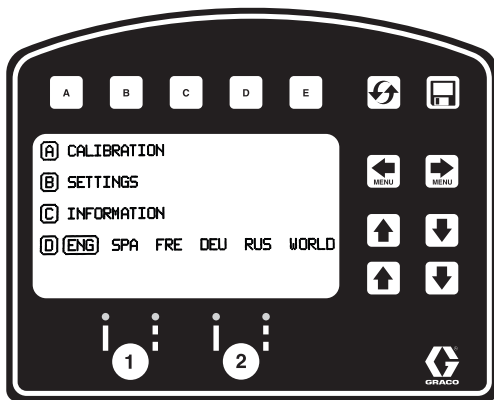 A B C D E
A CALIBRATION
B SETTINGS
C INFORMATION
D ENG SPA FRE DEU RUS WORLD
MENU MENU
1 2
GRACO